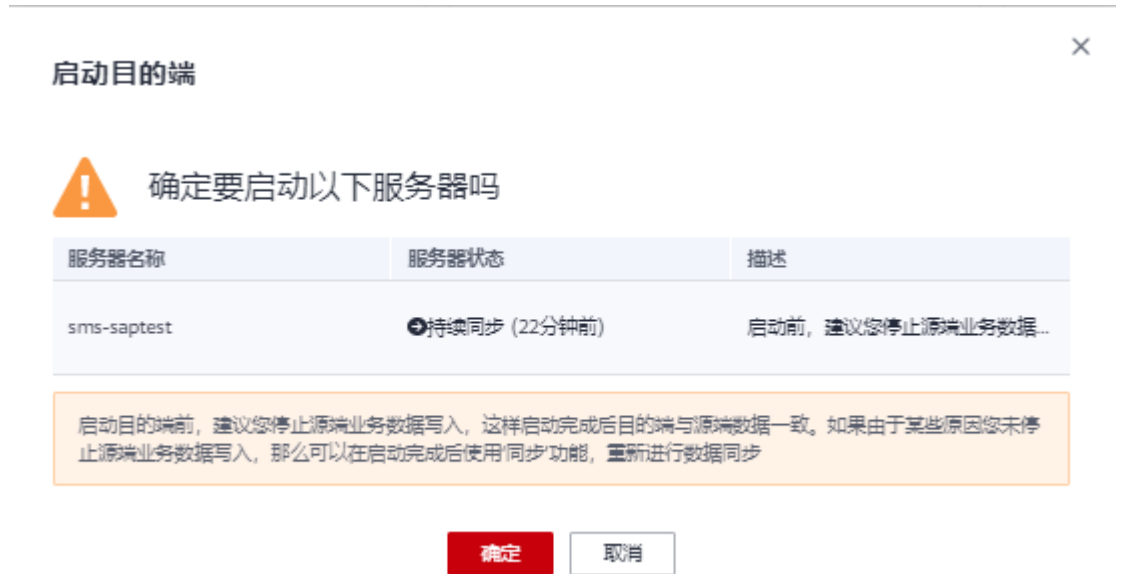 启动目的端
确定要启动以下服务器吗
服务器名称 服务器状态 描述
sms-saptest 持续同步 (22分钟前) 启动前，建议您停止源端业务数据...
启动目的端前，建议您停止源端业务数据写入，这样启动完成后目的端与源端数据一致。如果由于某些原因您未停
止源端业务数据写入，那么可以在启动完成后使用'同步'功能，重新进行数据同步
确定 取消